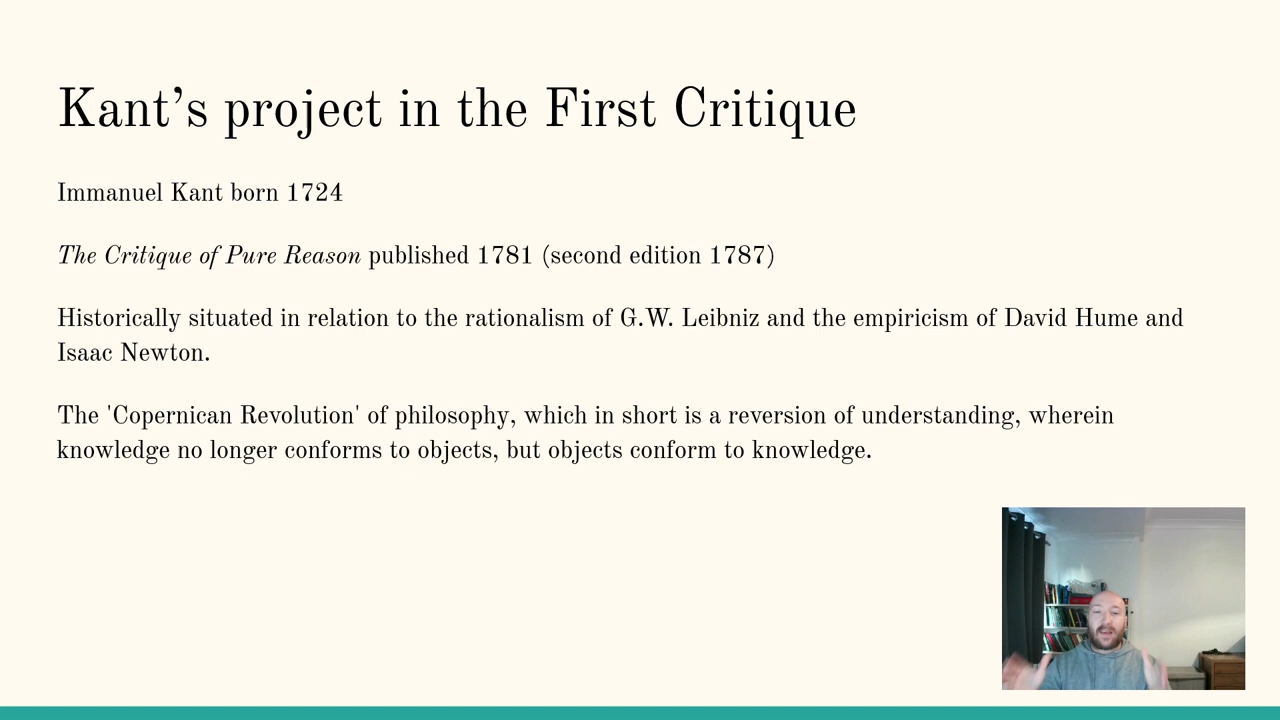 Kant’s project in the First Critique
Immanuel Kant born 1724
The Critique of Pure Reason published 1781 (second edition 1787)
Historically situated in relation to the rationalism of G.W. Leibniz and the empiricism of David Hume and
Isaac Newton.
The 'Copernican Revolution' of philosophy, which in short is a reversion of understanding, wherein
knowledge no longer conforms to objects, but objects conform to knowledge.